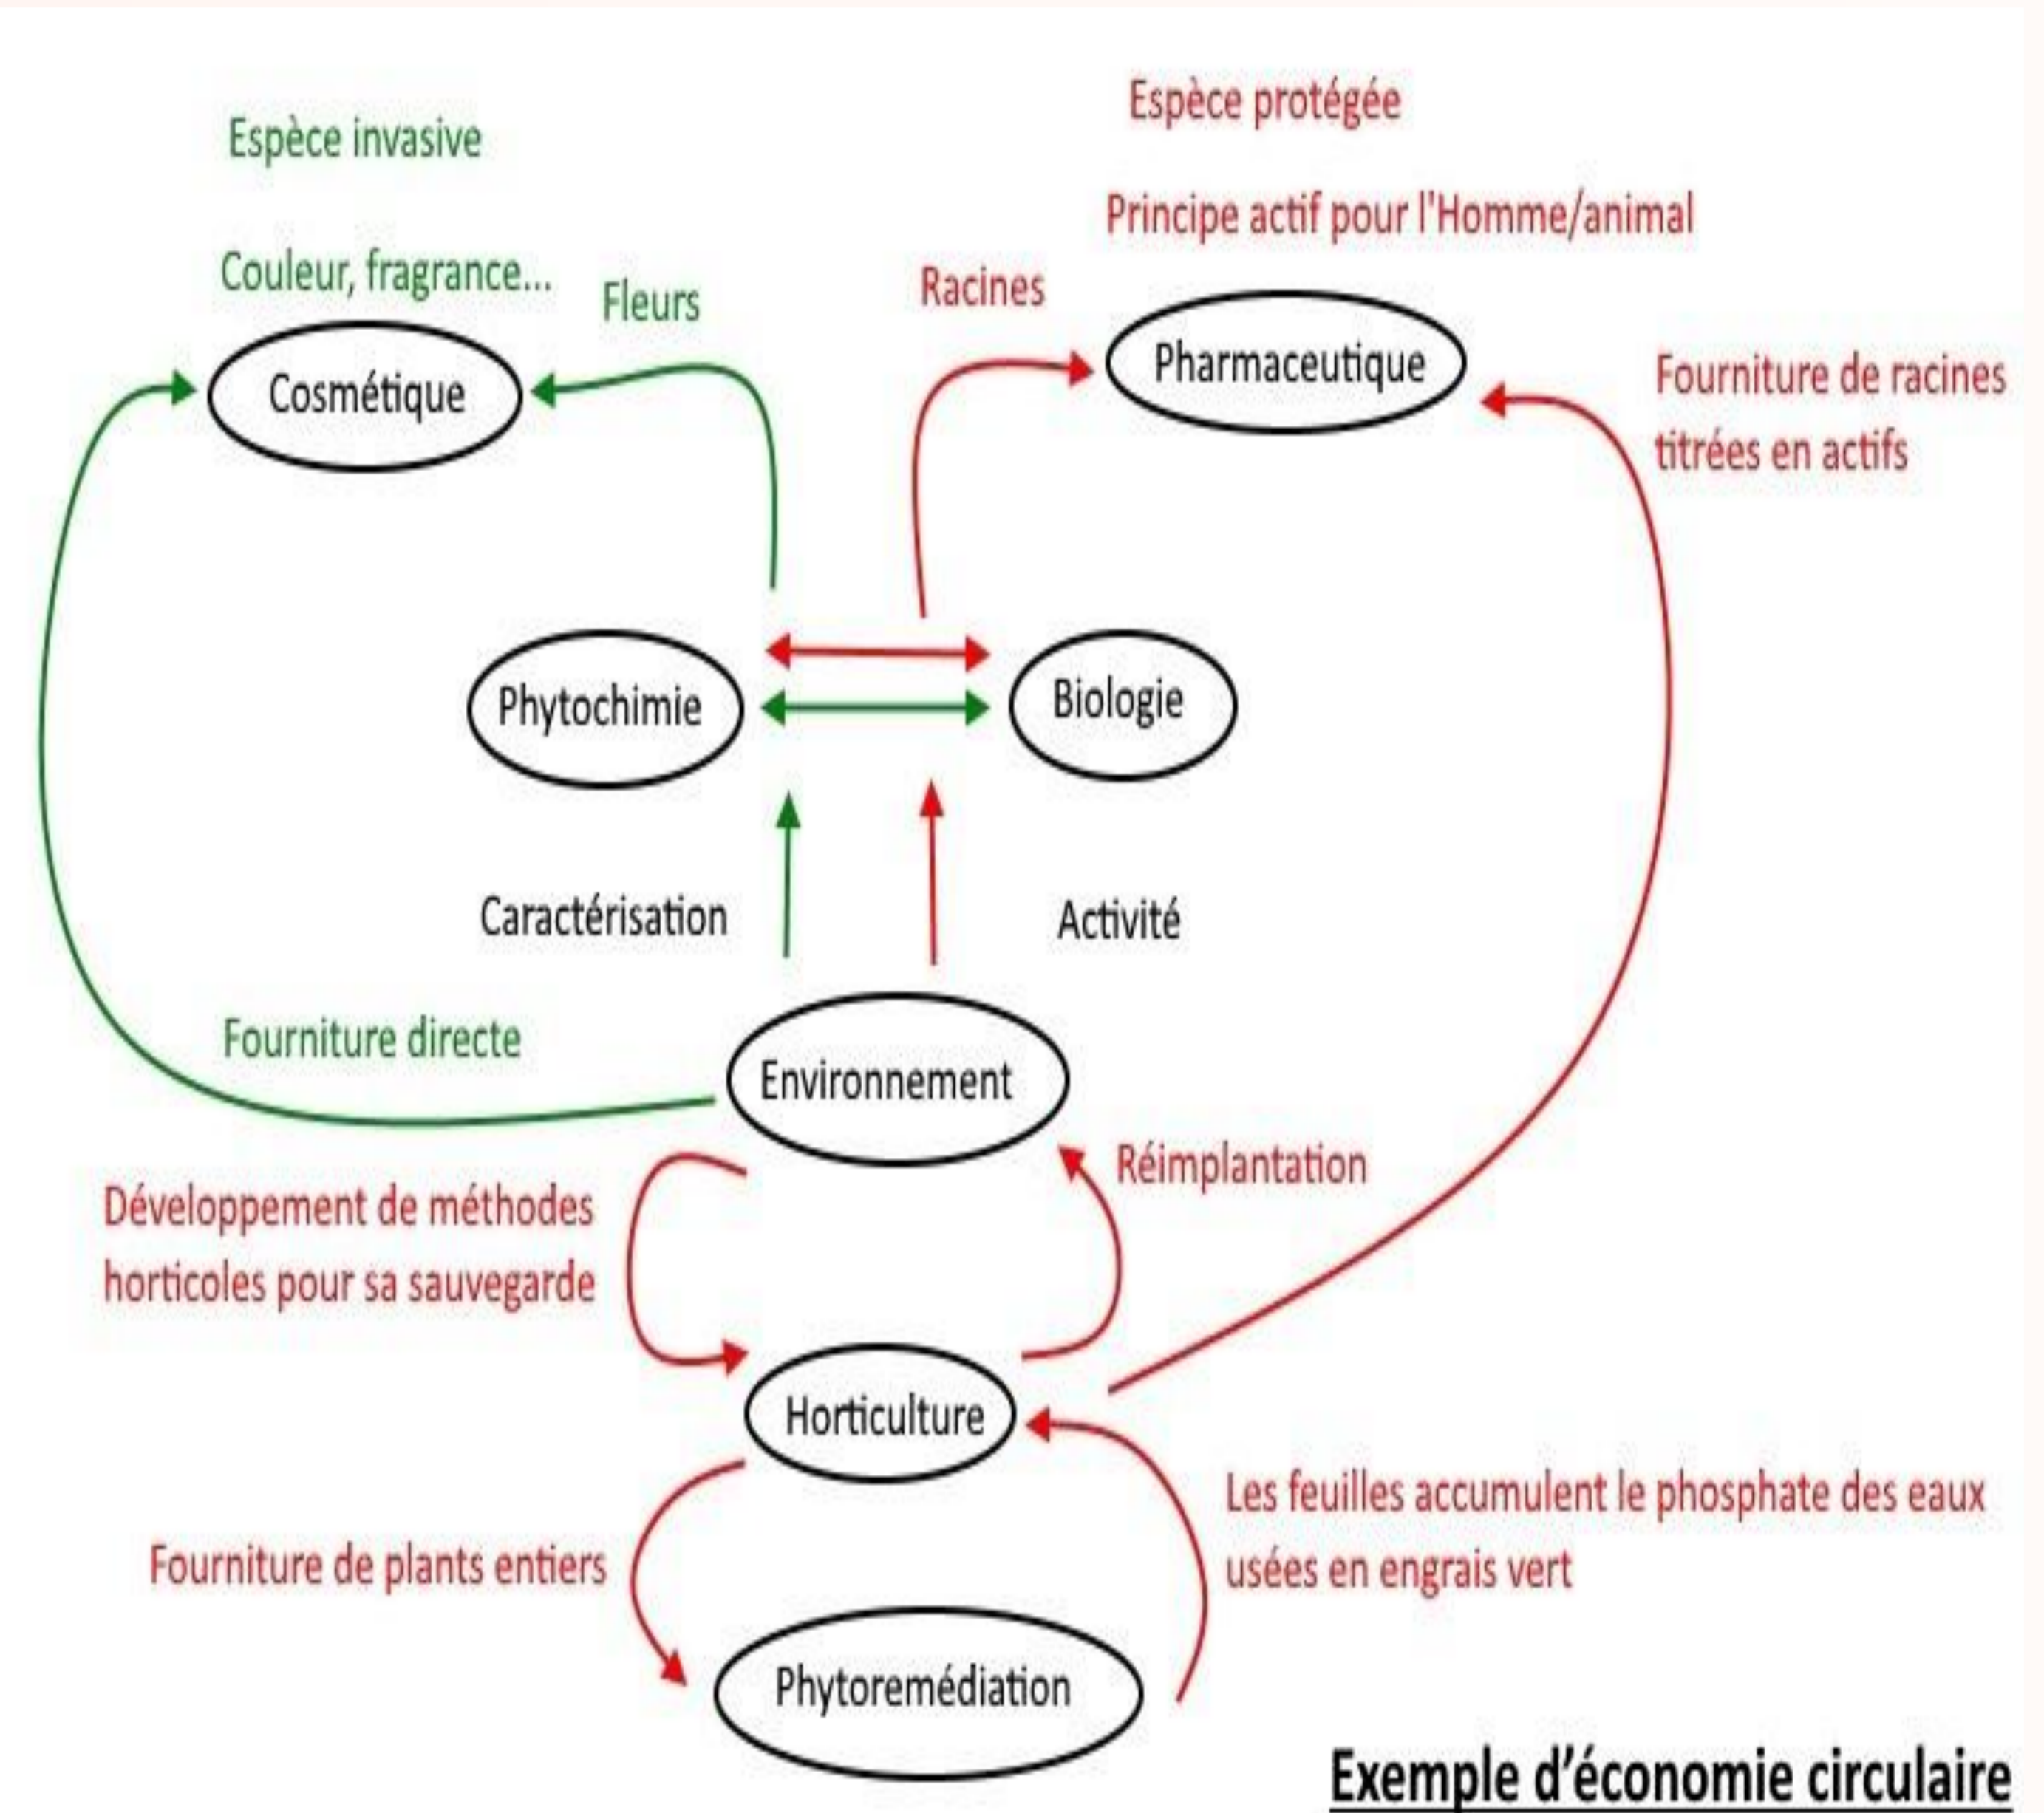 Espèce protégée
Espèce invasive
Principe actif pour l'Homme/animal
Couleur, fragrance...
Fleurs
Racines
Cosmétique
Pharmaceutique
Fourniture de racines
titrées en actifs
Phytochimie
Biologie
Caractérisation
Activité
Fourniture directe
Environnement
Réimplantation
Développement de méthodes
horticoles pour sa sauvegarde
Horticulture
Les feuilles accumulent le phosphate des eaux
usées en engrais vert
Fourniture de plants entiers
Phytoremédiation
Exemple d’économie circulaire